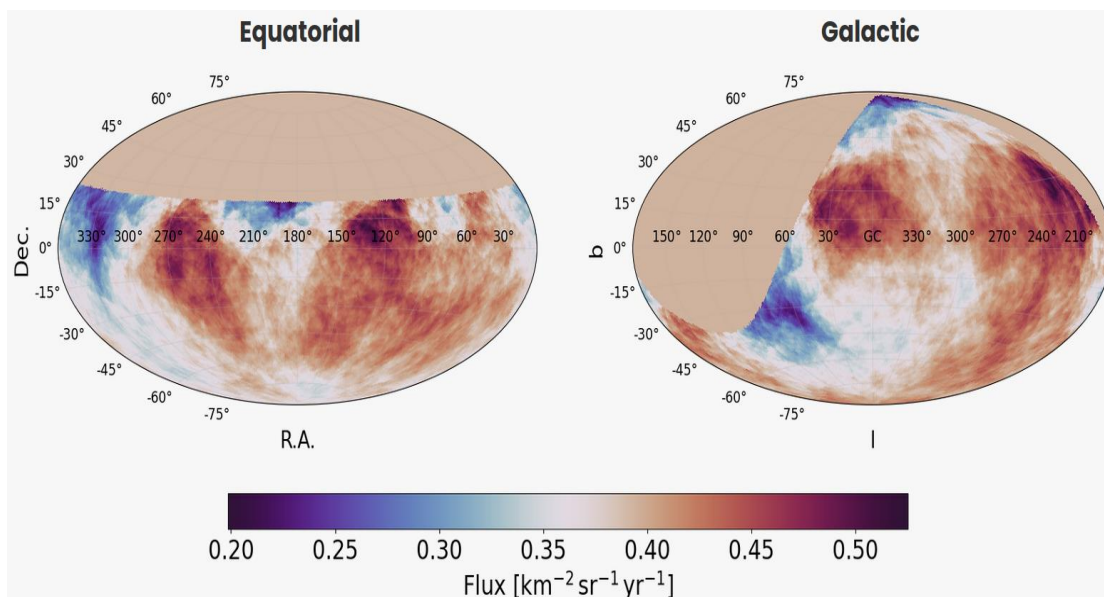 Equatorial
Galactic
75°
60°
45°
30°
15°
0°
-15°
-30°
-45°
-60°
-75°
Dec.
330° 300° 270° 240° 210° 180° 150° 120° 90° 60° 30°
R.A.
75°
60°
45°
30°
15°
0°
-15°
-30°
-45°
-60°
-75°
b
150° 120° 90° 60° 30° GC 330° 300° 270° 240° 210°
l
0.20 0.25 0.30 0.35 0.40 0.45 0.50
Flux [km⁻² sr⁻¹ yr⁻¹]